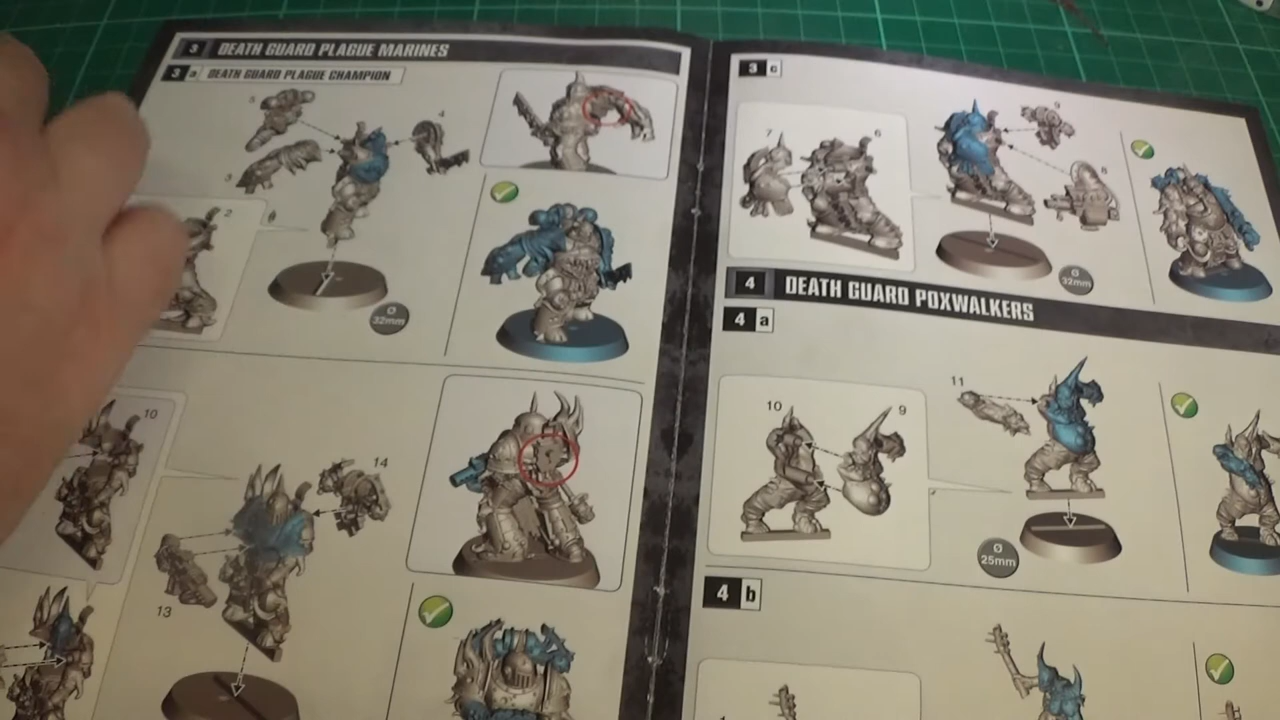 3 DEATH GUARD PLAGUE MARINES
3 a DEATH GUARD PLAGUE CHAMPION
5
4
3
2
Ø
32mm
10
14
13
3 c
7
6
9
8
Ø
32mm
4 DEATH GUARD POXWALKERS
4 a
10
9
11
Ø
25mm
4 b